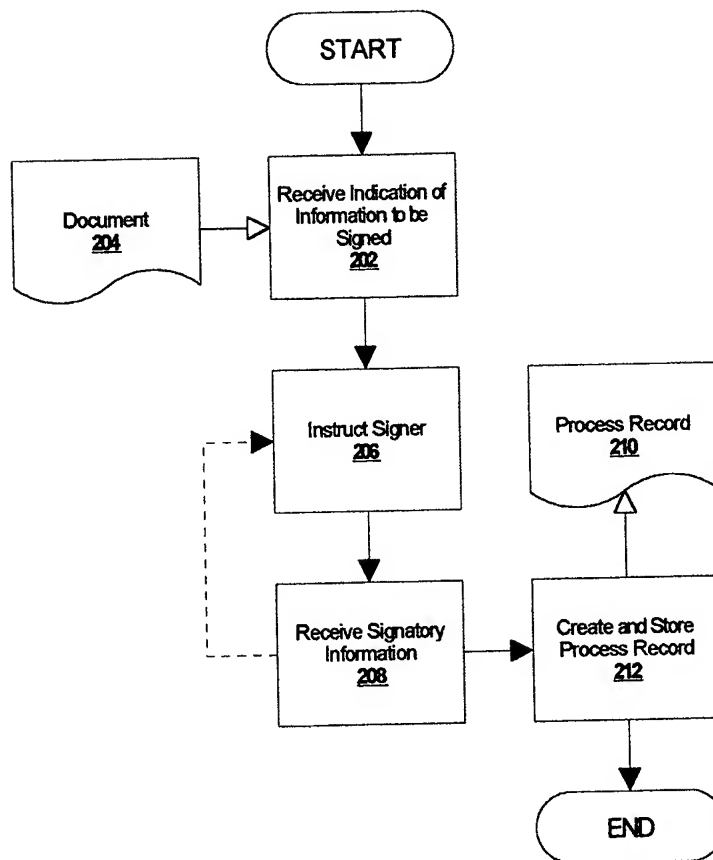 START
Document
204
Receive Indication of
Information to be
Signed
202
Instruct Signer
206
Process Record
210
Receive Signatory
Information
208
Create and Store
Process Record
212
END